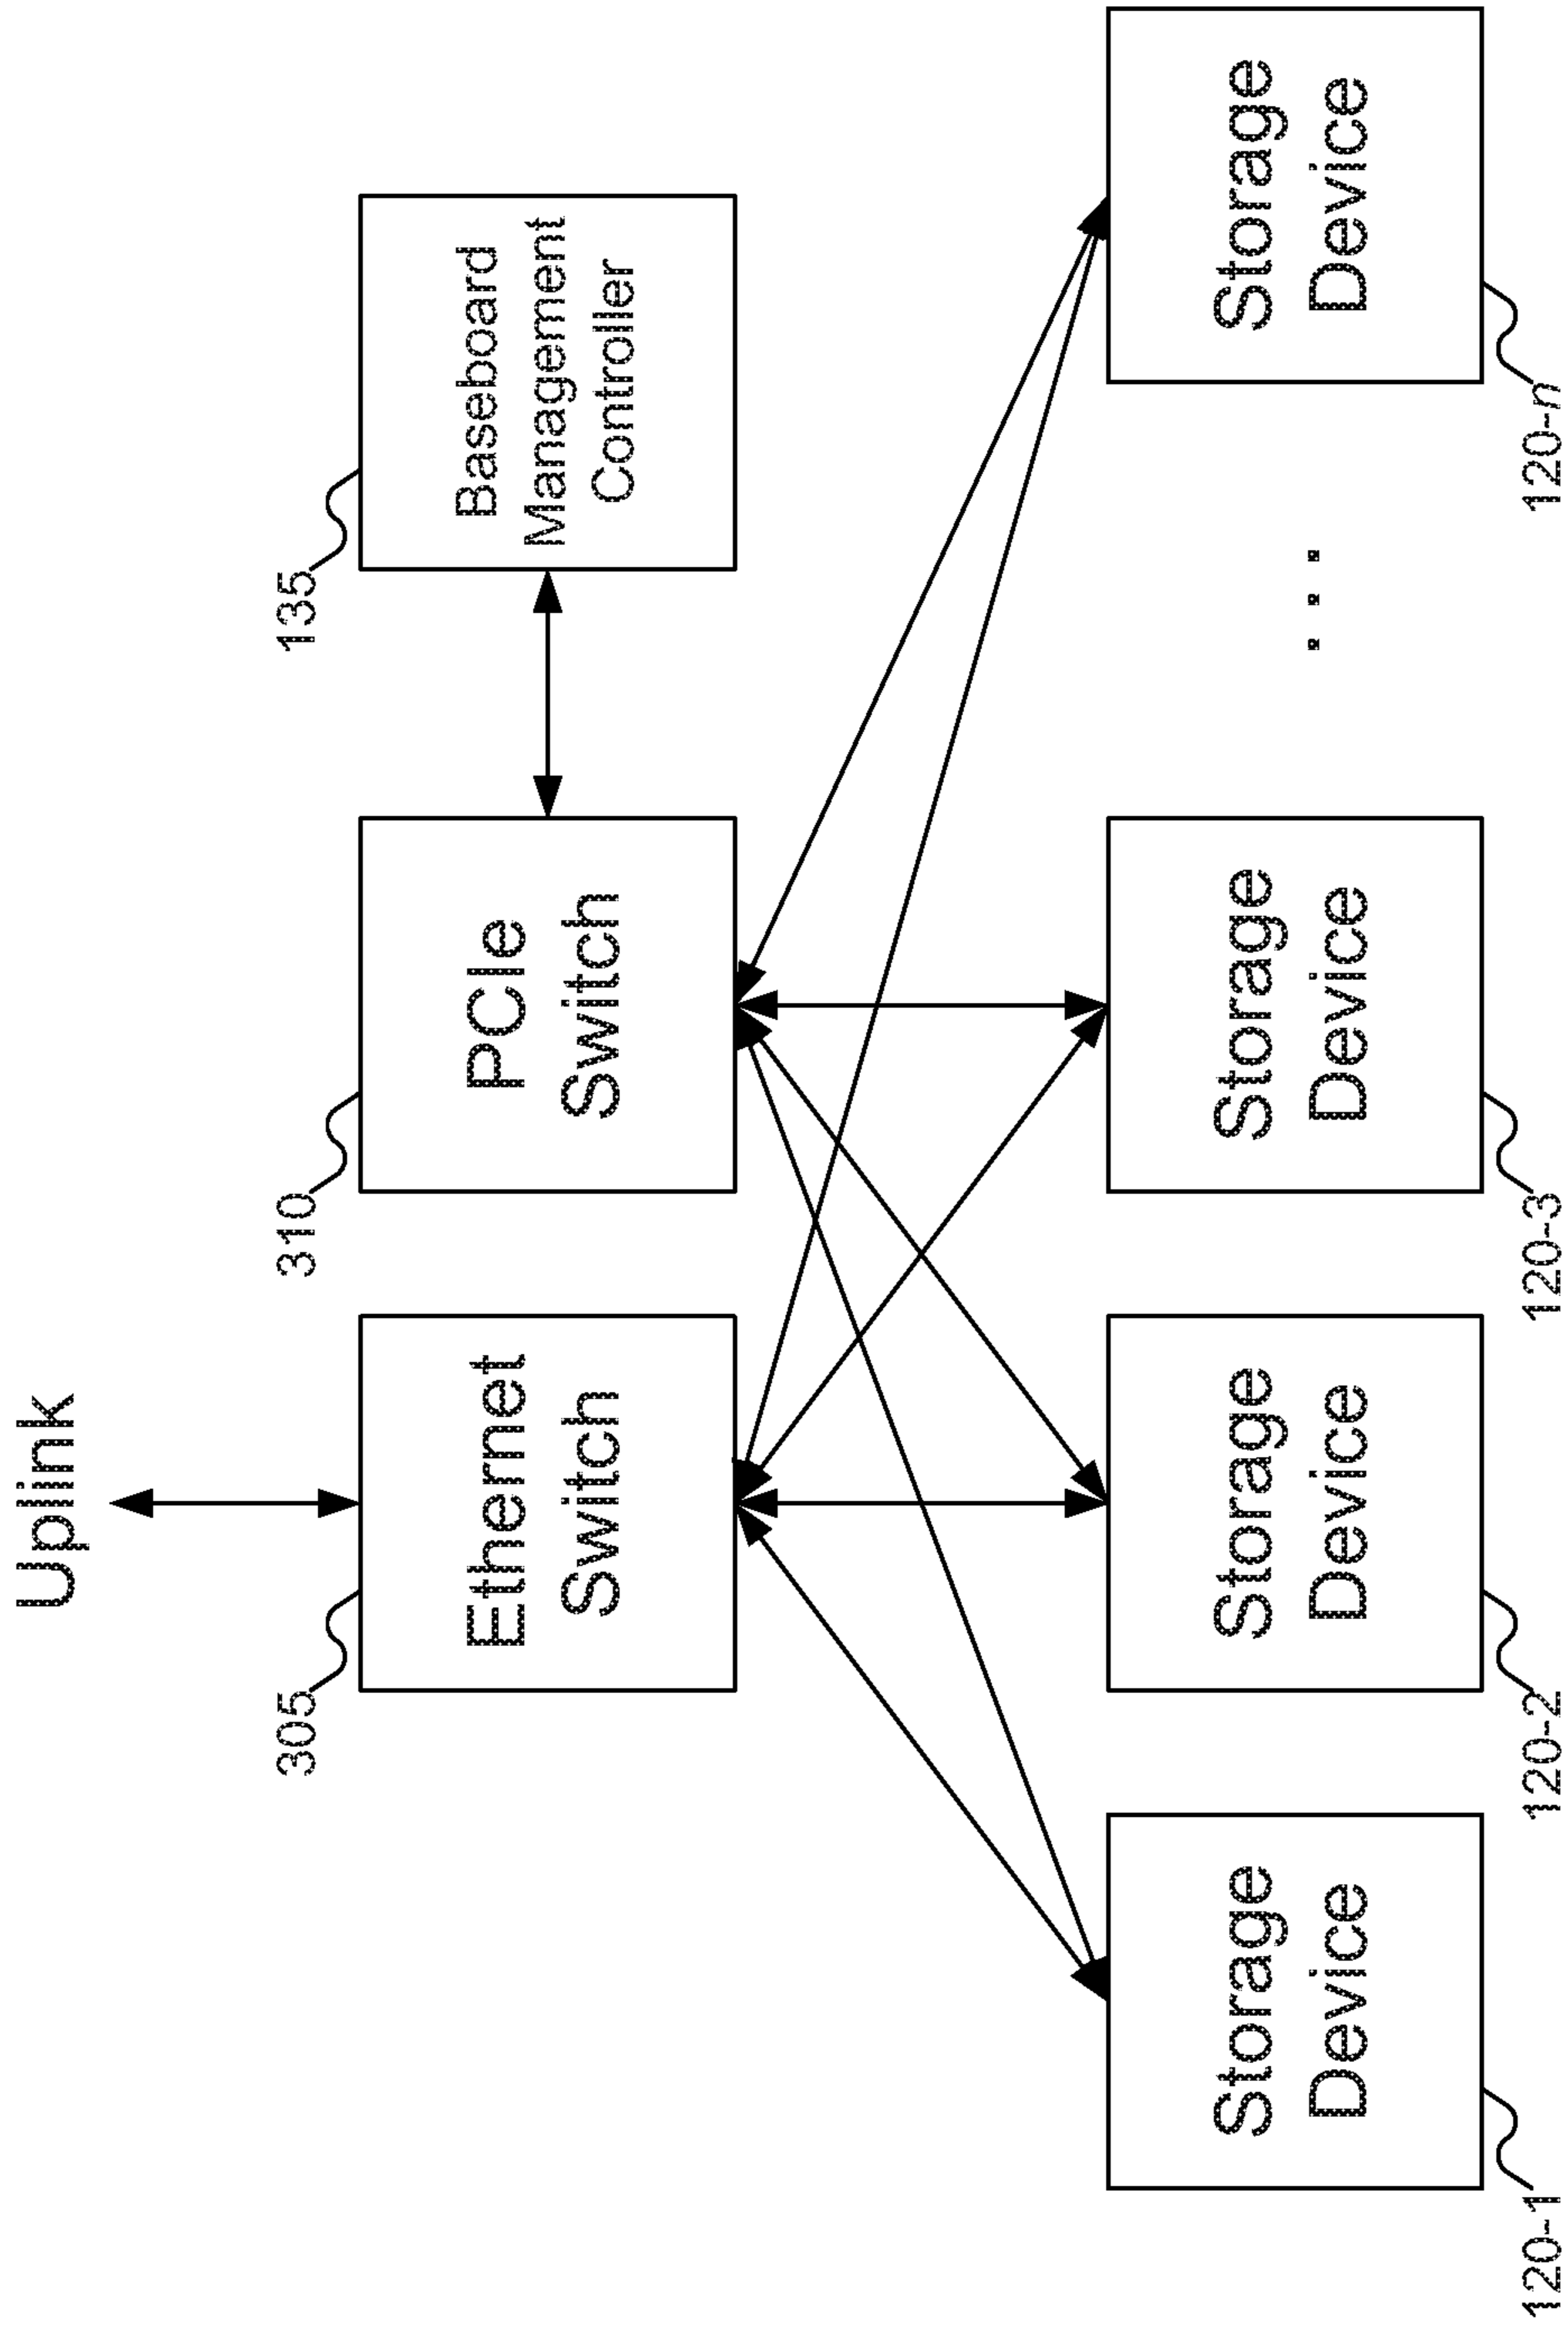 Uplink
305
310
135
Ethernet
Switch
PCIe
Switch
Baseboard
Management
Controller
Storage
Device
Storage
Device
Storage
Device
. . .
Storage
Device
120-1
120-2
120-3
120-n